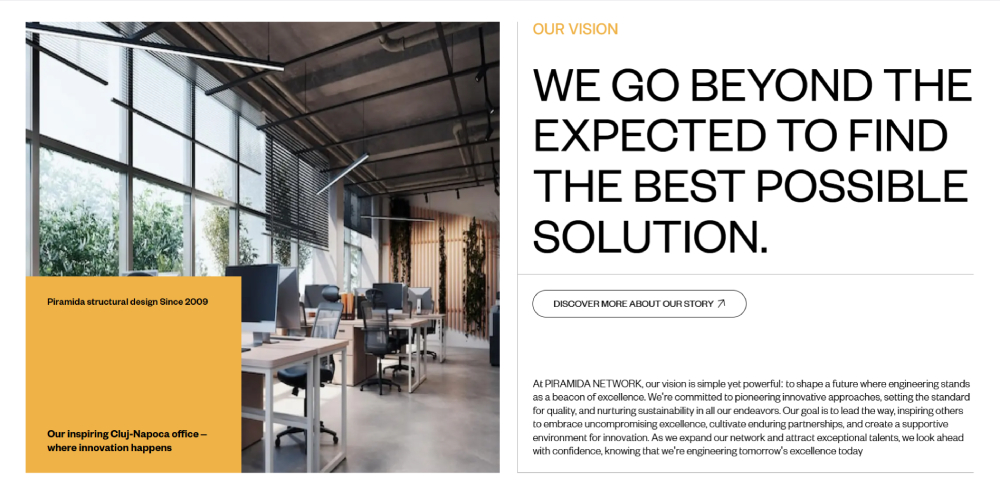 Piramida structural design Since 2009
Our inspiring Cluj-Napoca office –
where innovation happens
OUR VISION
WE GO BEYOND THE
EXPECTED TO FIND
THE BEST POSSIBLE
SOLUTION.
DISCOVER MORE ABOUT OUR STORY ↗
At PIRAMIDA NETWORK, our vision is simple yet powerful: to shape a future where engineering stands
as a beacon of excellence. We're committed to pioneering innovative approaches, setting the standard
for quality, and nurturing sustainability in all our endeavors. Our goal is to lead the way, inspiring others
to embrace uncompromising excellence, cultivate enduring partnerships, and create a supportive
environment for innovation. As we expand our network and attract exceptional talents, we look ahead
with confidence, knowing that we're engineering tomorrow's excellence today